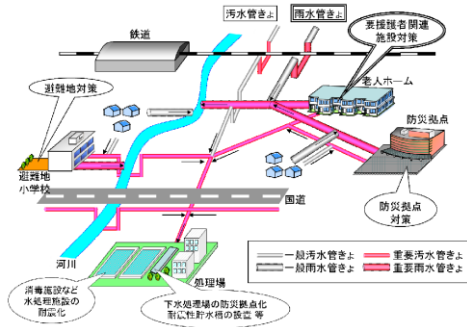 汚水管きょ
雨水管きょ
要援護者関連
施設対策
鉄道
避難地対策
老人ホーム
防災拠点
避難地
小学校
国道
防災拠点
対策
河川
処理場
一般汚水管きょ
重要汚水管きょ
一般雨水管きょ
重要雨水管きょ
消毒施設など
水処理施設の
耐震化
下水処理場の防災拠点化
耐震性貯水槽の設置 等